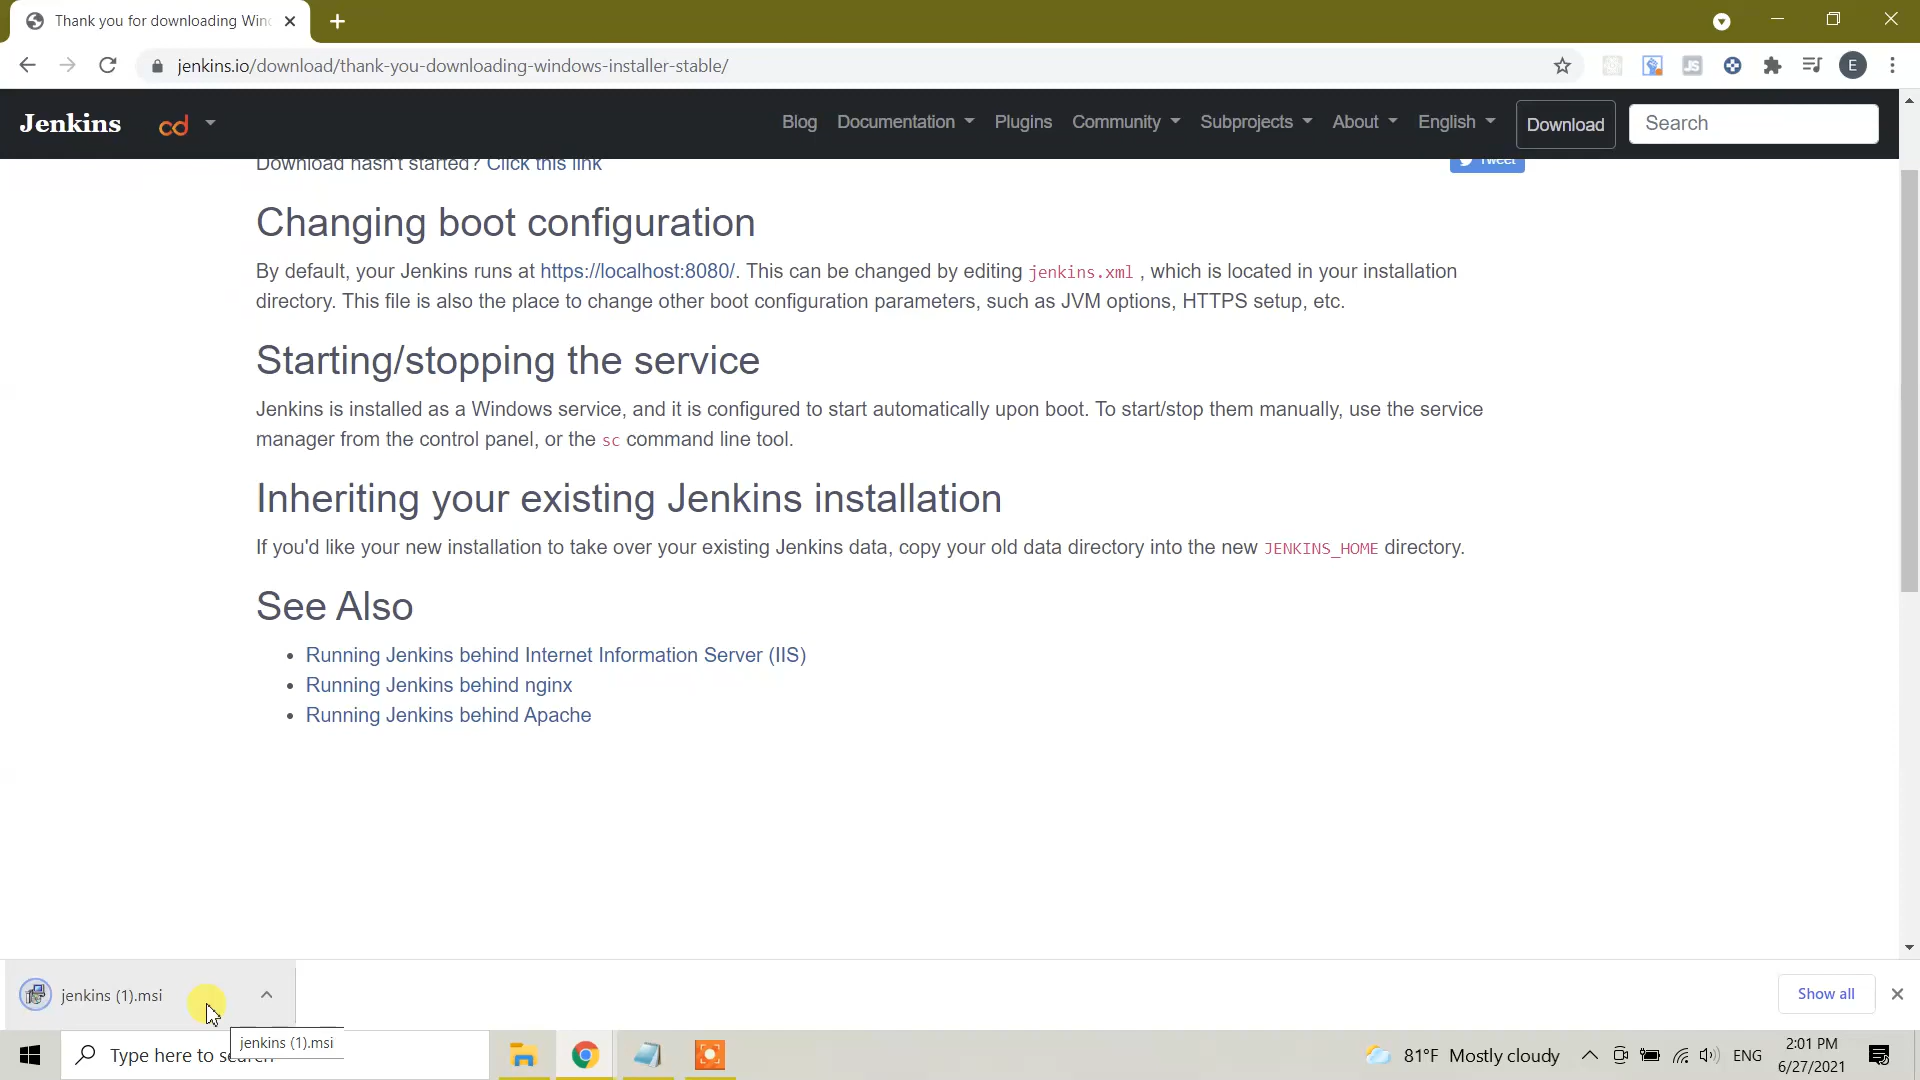 Thank you for downloading Win
jenkins.io/download/thank-you-downloading-windows-installer-stable/
JS
E
Jenkins
cd
Blog
Documentation
Plugins
Community
Subprojects
About
English
Download
Search
Download hasn't started? Click this link
Tweet
Changing boot configuration
By default, your Jenkins runs at https://localhost:8080/. This can be changed by editing jenkins.xml , which is located in your installation
directory. This file is also the place to change other boot configuration parameters, such as JVM options, HTTPS setup, etc.
Starting/stopping the service
Jenkins is installed as a Windows service, and it is configured to start automatically upon boot. To start/stop them manually, use the service
manager from the control panel, or the sc command line tool.
Inheriting your existing Jenkins installation
If you'd like your new installation to take over your existing Jenkins data, copy your old data directory into the new JENKINS_HOME directory.
See Also
Running Jenkins behind Internet Information Server (IIS)
Running Jenkins behind nginx
Running Jenkins behind Apache
jenkins (1).msi
Show all
jenkins (1).msi
Type here to search
81°F Mostly cloudy
ENG
2:01 PM
6/27/2021